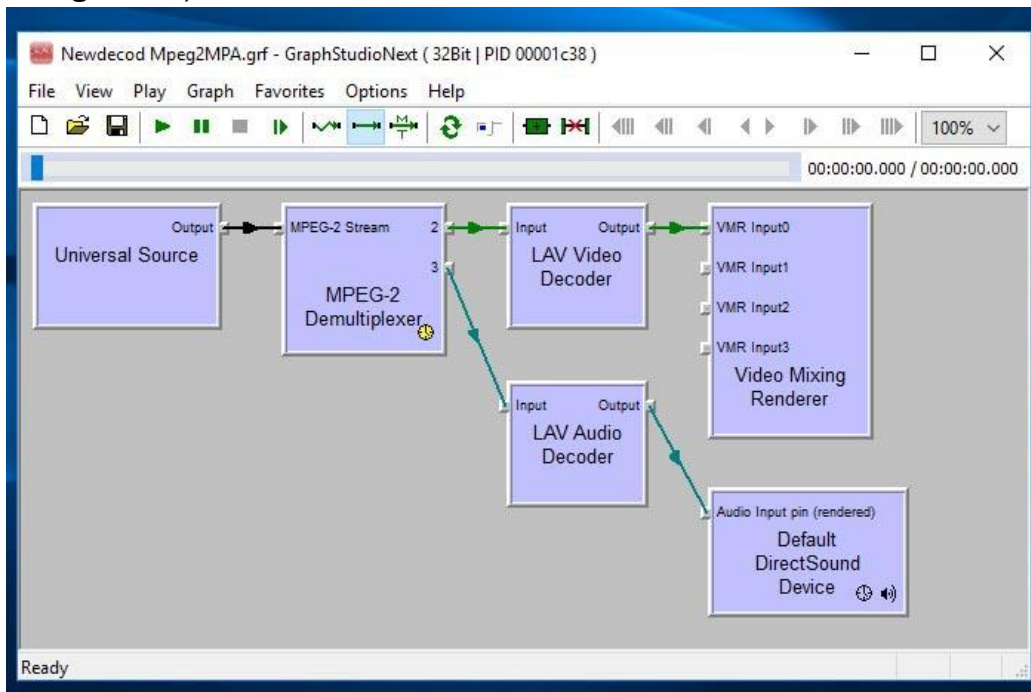 Newdecod Mpeg2MPA.grf - GraphStudioNext ( 32Bit | PID 00001c38 )
File View Play Graph Favorites Options Help
100%
00:00:00.000 / 00:00:00.000
Output
Universal Source
MPEG-2 Stream 2
3
MPEG-2
Demultiplexer
Input Output
LAV Video
Decoder
VMR Input0
VMR Input1
VMR Input2
VMR Input3
Video Mixing
Renderer
Input Output
LAV Audio
Decoder
Audio Input pin (rendered)
Default
DirectSound
Device
Ready